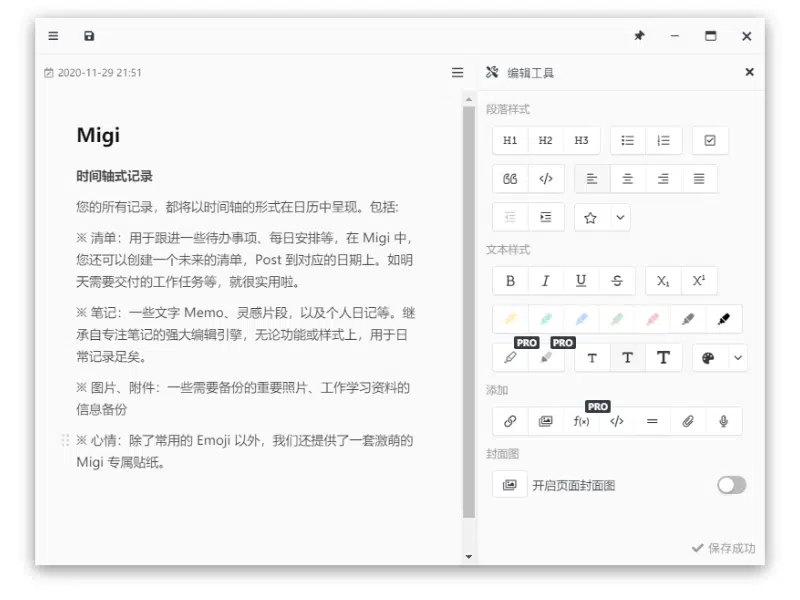 2020-11-29 21:51
编辑工具
Migi
时间轴式记录
您的所有记录，都将以时间轴的形式在日历中呈现。包括:
※ 清单：用于跟进一些待办事项、每日安排等，在 Migi 中，
您还可以创建一个未来的清单，Post 到对应的日期上。如明
天需要交付的工作任务等，就很实用啦。
※ 笔记：一些文字 Memo、灵感片段，以及个人日记等。继
承自专注笔记的强大编辑引擎，无论功能或样式上，用于日
常记录足矣。
※ 图片、附件：一些需要备份的重要照片、工作学习资料的
信息备份
※ 心情：除了常用的 Emoji 以外，我们还提供了一套激萌的
Migi 专属贴纸。
段落样式
H1 H2 H3
文本样式
B I U S X₁ X¹
PRO PRO
T T T
添加
PRO
f(x)
封面图
开启页面封面图
保存成功